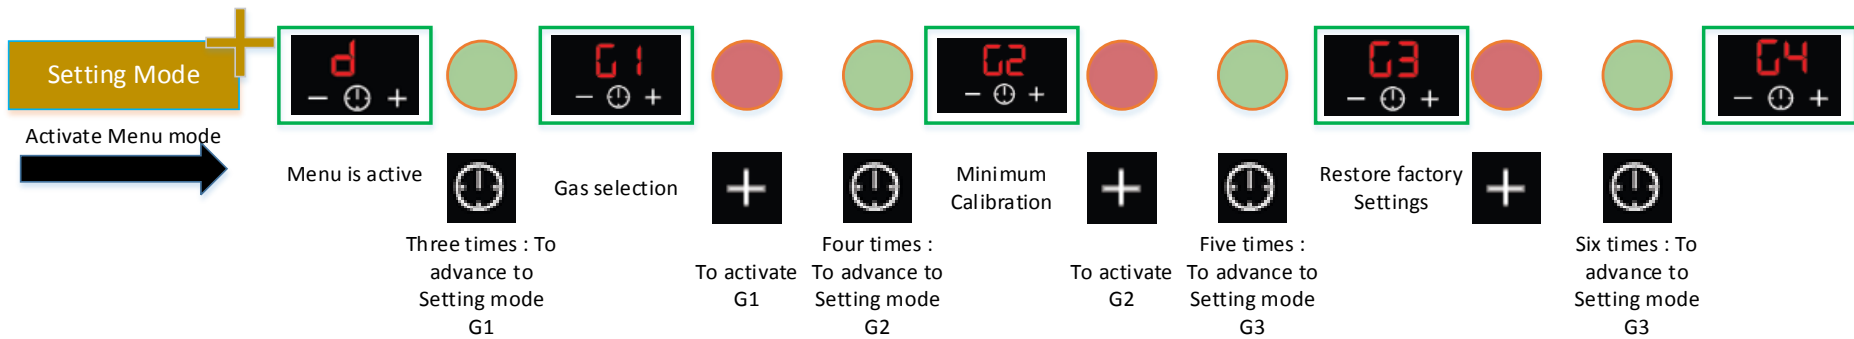 Setting Mode
Activate Menu mode
d
− +
Menu is active
Three times : To
advance to
Setting mode
G1
G1
− +
Gas selection
+
To activate
G1
Four times :
To advance to
Setting mode
G2
G2
− +
Minimum
Calibration
+
To activate
G2
Five times :
To advance to
Setting mode
G3
G3
− +
Restore factory
Settings
+
Six times : To
advance to
Setting mode
G3
G4
− +